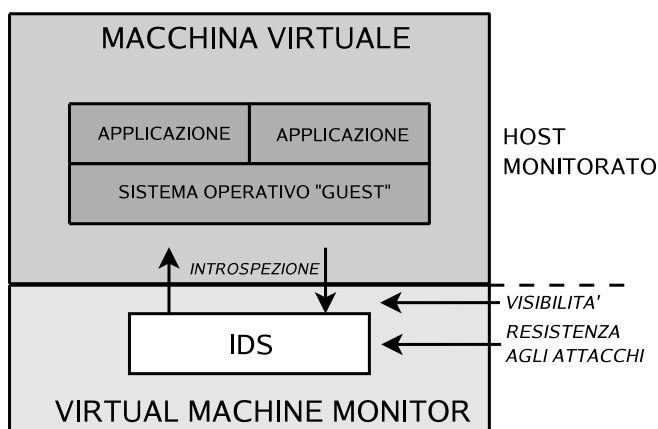 MACCHINA VIRTUALE
APPLICAZIONE APPLICAZIONE
SISTEMA OPERATIVO "GUEST"
HOST
MONITORATO
INTROSPEZIONE
VISIBILITA'
IDS
RESISTENZA
AGLI ATTACCHI
VIRTUAL MACHINE MONITOR